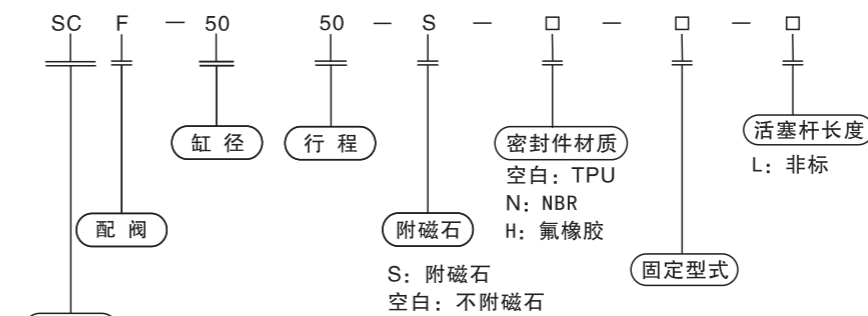 SC F — 50 50 — S — □ — □ — □
缸 径
行 程
密封件材质
活塞杆长度
空白：TPU
L：非标
N：NBR
H：氟橡胶
配 阀
附磁石
固定型式
S：附磁石
空白：不附磁石